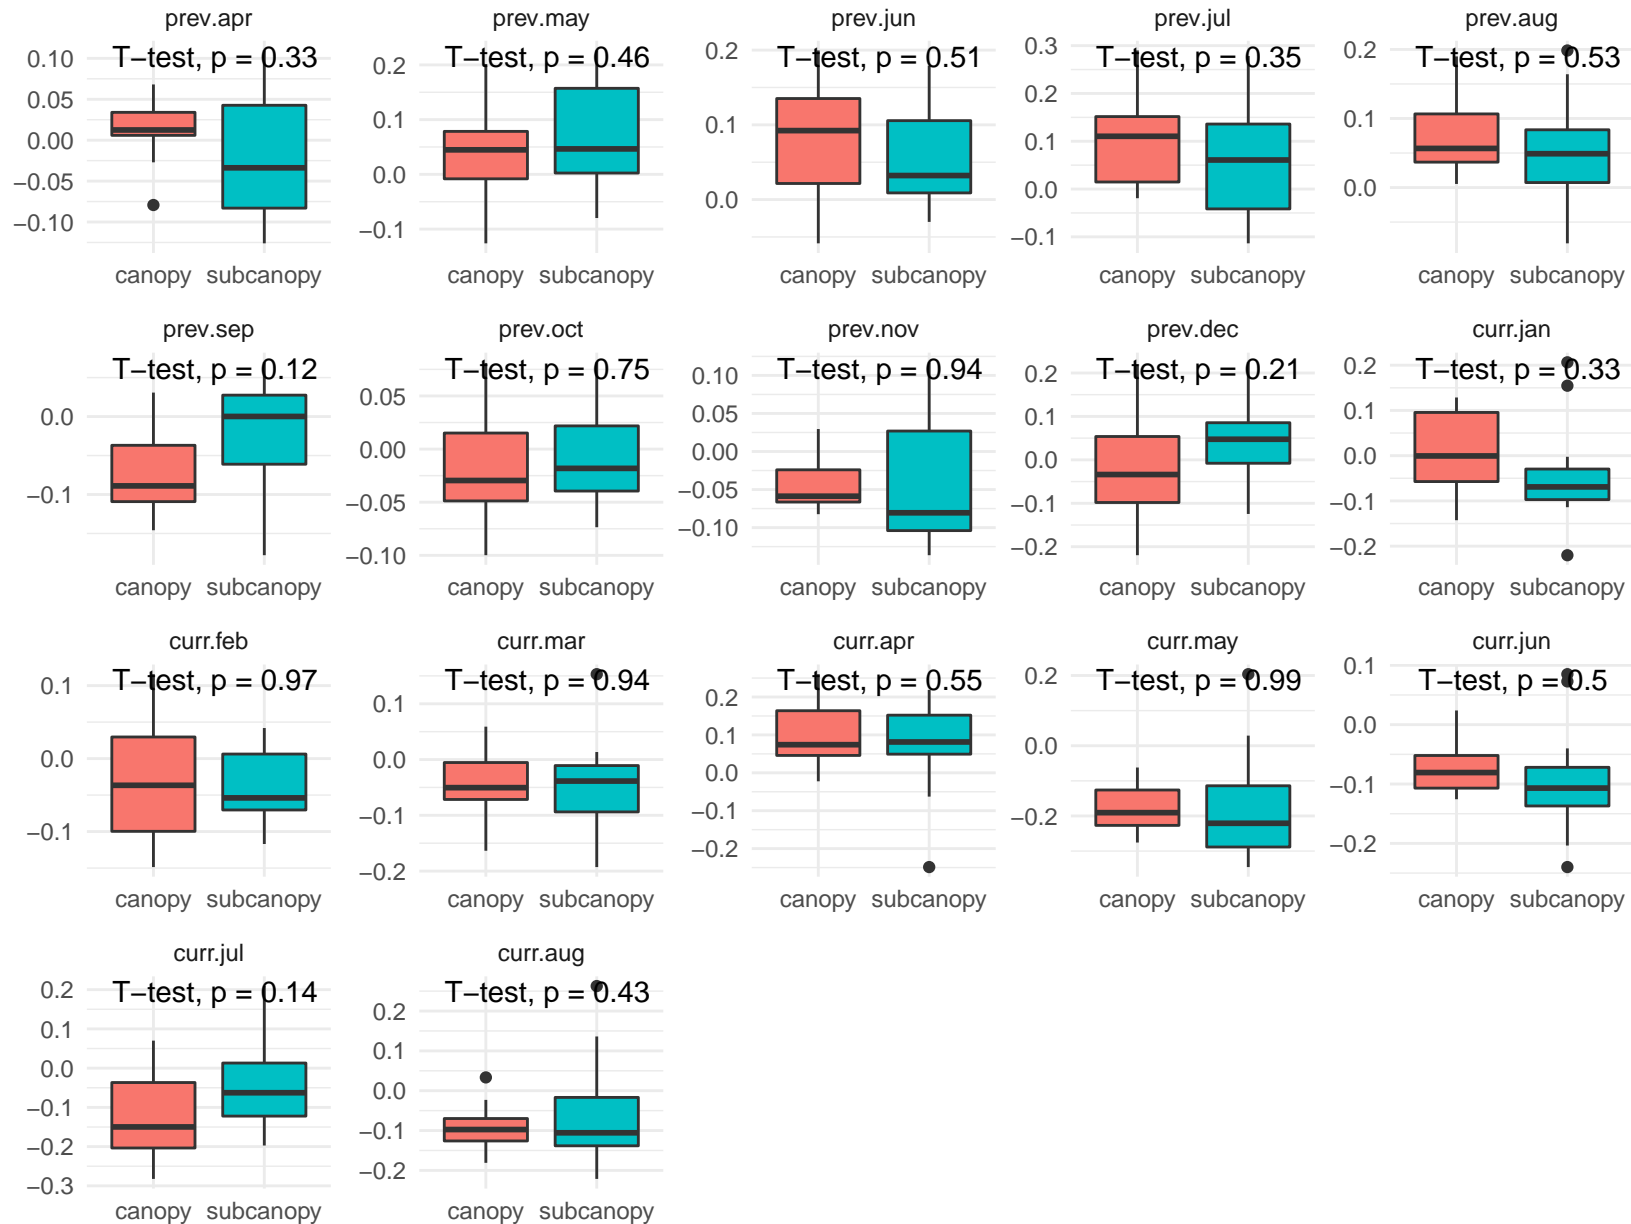 prev.apr prev.may prev.jun prev.jul prev.aug
T−test, p = 0.33 T−test, p = 0.46 T−test, p = 0.51 T−test, p = 0.35 T−test, p = 0.53
0.10 0.05 0.00 −0.05 −0.10
0.2 0.1 0.0 −0.1
0.2 0.1 0.0
0.3 0.2 0.1 0.0 −0.1
0.2 0.1 0.0
canopy subcanopy canopy subcanopy canopy subcanopy canopy subcanopy canopy subcanopy
prev.sep prev.oct prev.nov prev.dec curr.jan
T−test, p = 0.12 T−test, p = 0.75 T−test, p = 0.94 T−test, p = 0.21 T−test, p = 0.33
0.0 −0.1
0.05 0.00 −0.05 −0.10
0.10 0.05 0.00 −0.05 −0.10
0.2 0.1 0.0 −0.1 −0.2
0.2 0.1 0.0 −0.1 −0.2
canopy subcanopy canopy subcanopy canopy subcanopy canopy subcanopy canopy subcanopy
curr.feb curr.mar curr.apr curr.may curr.jun
T−test, p = 0.97 T−test, p = 0.94 T−test, p = 0.55 T−test, p = 0.99 T−test, p = 0.5
0.1 0.0 −0.1
0.1 0.0 −0.1 −0.2
0.2 0.1 0.0 −0.1 −0.2
0.2 0.0 −0.2
0.1 0.0 −0.1 −0.2
canopy subcanopy canopy subcanopy canopy subcanopy canopy subcanopy canopy subcanopy
curr.jul curr.aug
T−test, p = 0.14 T−test, p = 0.43
0.2 0.1 0.0 −0.1 −0.2 −0.3
0.2 0.1 0.0 −0.1 −0.2
canopy subcanopy canopy subcanopy